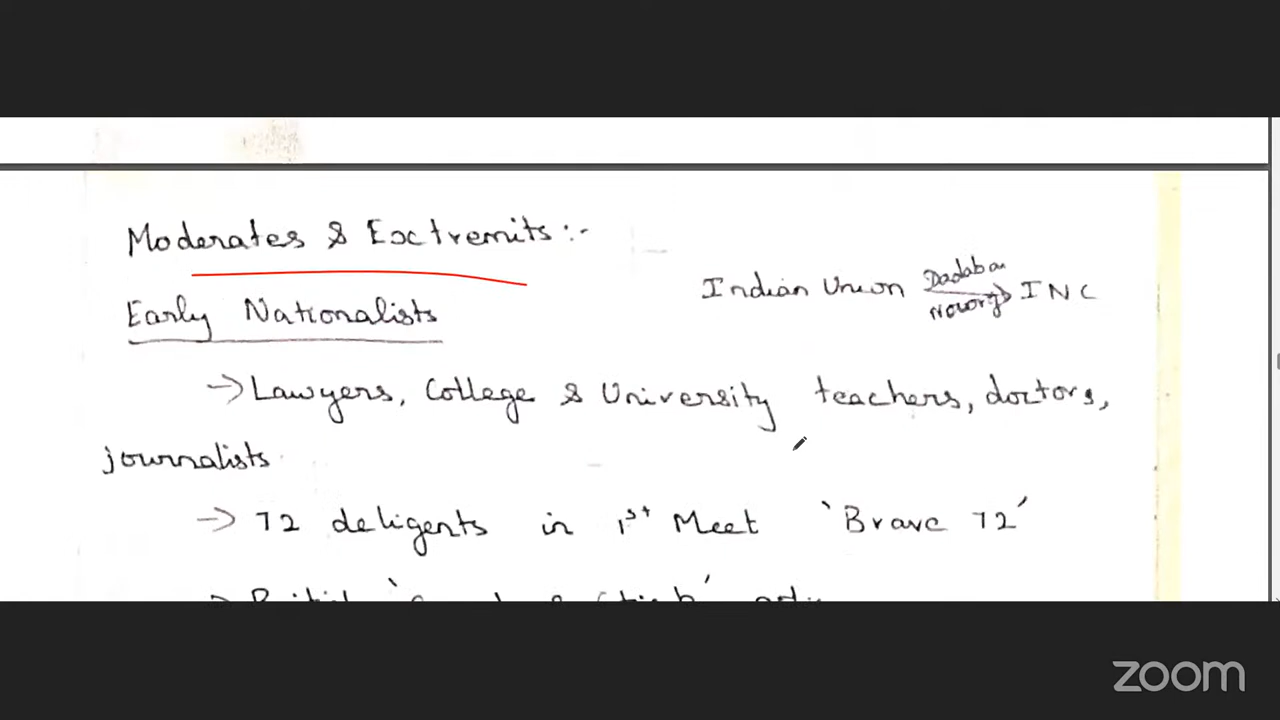 Moderates & Exctremits :-
Indian Union Dadabai Nowroji INC
Early Nationalists
→ Lawyers, College & University teachers, doctors,
journalists
→ 72 deligents in 1st Meet 'Brave 72'
zoom